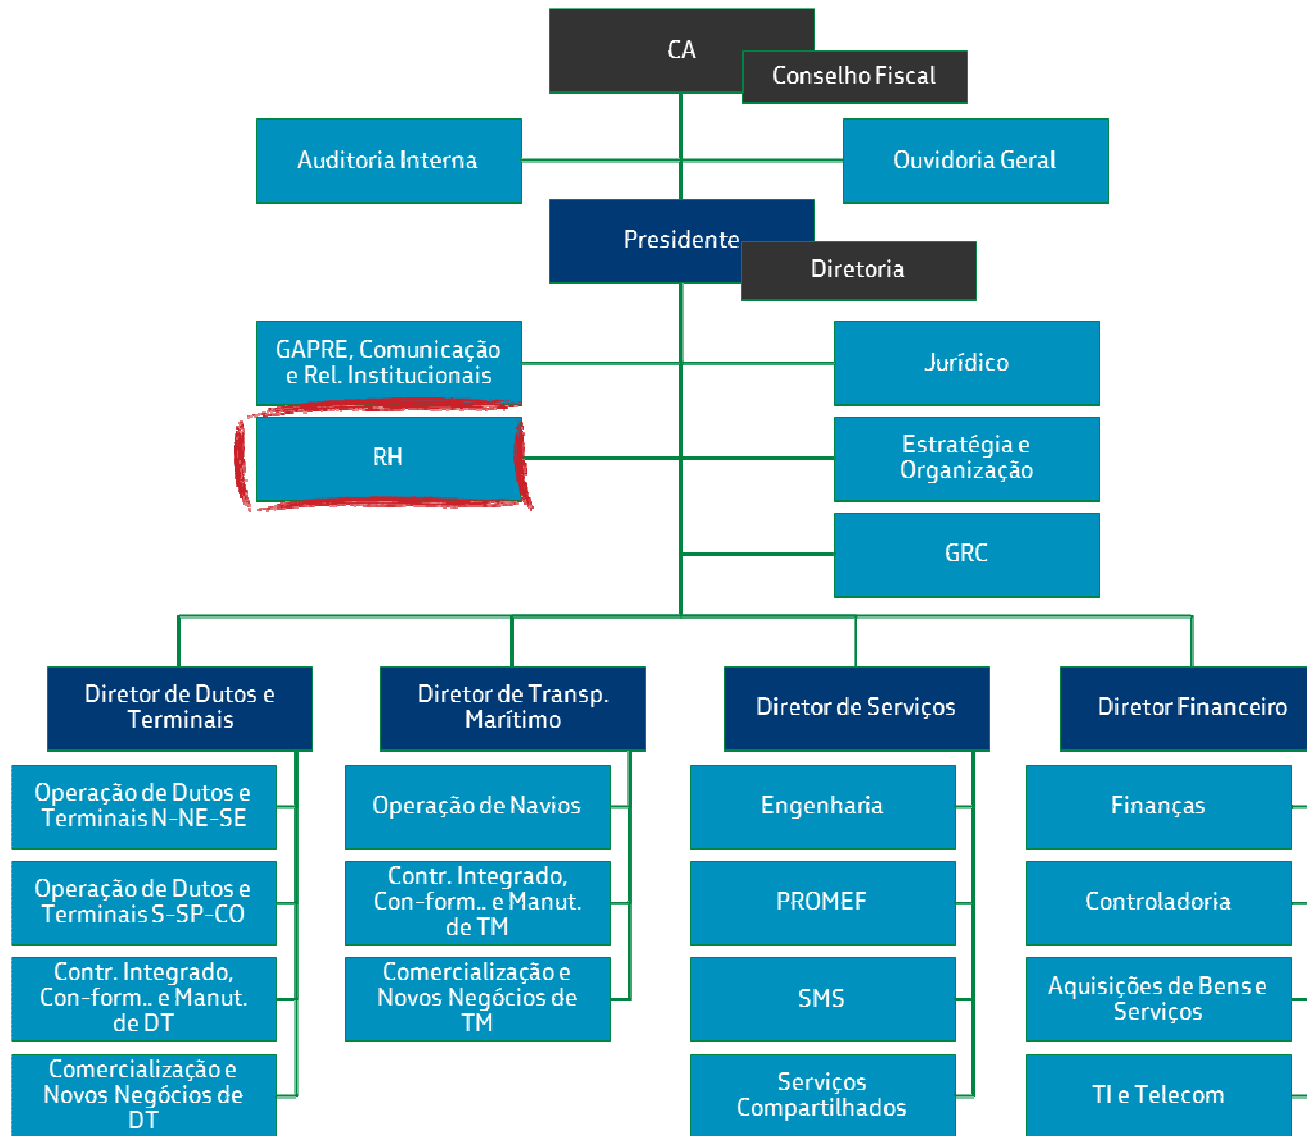 CA
Conselho Fiscal
Auditoria Interna
Ouvidoria Geral
Presidente
Diretoria
GAPRE, Comunicação
e Rel. Institucionais
Jurídico
RH
Estratégia e
Organização
GRC
Diretor de Dutos e
Terminais
Diretor de Transp.
Marítimo
Diretor de Serviços
Diretor Financeiro
Operação de Dutos e
Terminais N-NE-SE
Operação de Navios
Engenharia
Finanças
Operação de Dutos e
Terminais S-SP-CO
Contr. Integrado,
Con-form.. e Manut.
de TM
PROMEF
Controladoria
Contr. Integrado,
Con-form.. e Manut.
de DT
Comercialização e
Novos Negócios de
TM
SMS
Aquisições de Bens e
Serviços
Comercialização e
Novos Negócios de
DT
Serviços
Compartilhados
TI e Telecom